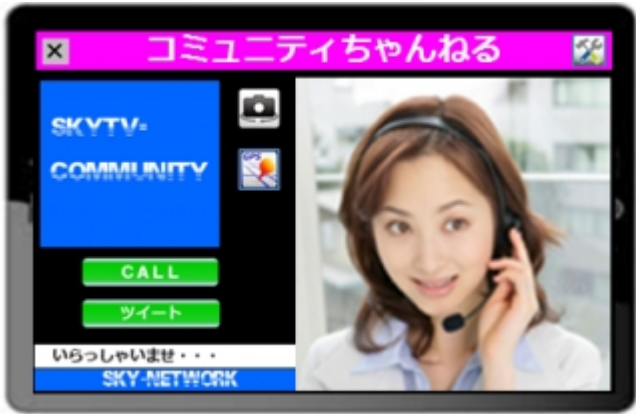 コミュニティちゃんねる
SKYTV-
COMMUNITY
GPS
CALL
ツイート
いらっしゃいませ・・・
SKY-NETWORK